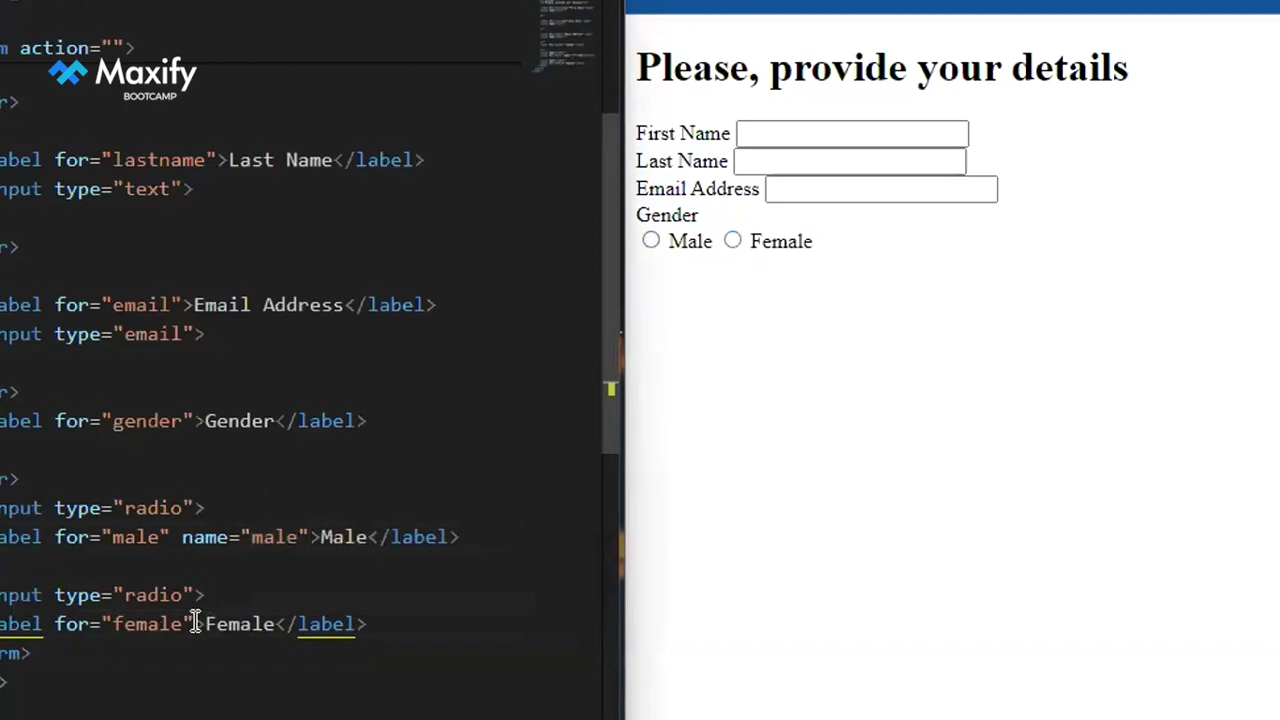 m action="">
Maxify
BOOTCAMP
r>
abel for="lastname">Last Name</label>
nput type="text">
r>
abel for="email">Email Address</label>
nput type="email">
r>
abel for="gender">Gender</label>
r>
nput type="radio">
abel for="male" name="male">Male</label>
nput type="radio">
abel for="female">Female</label>
rm>
>
Please, provide your details
First Name
Last Name
Email Address
Gender
Male Female